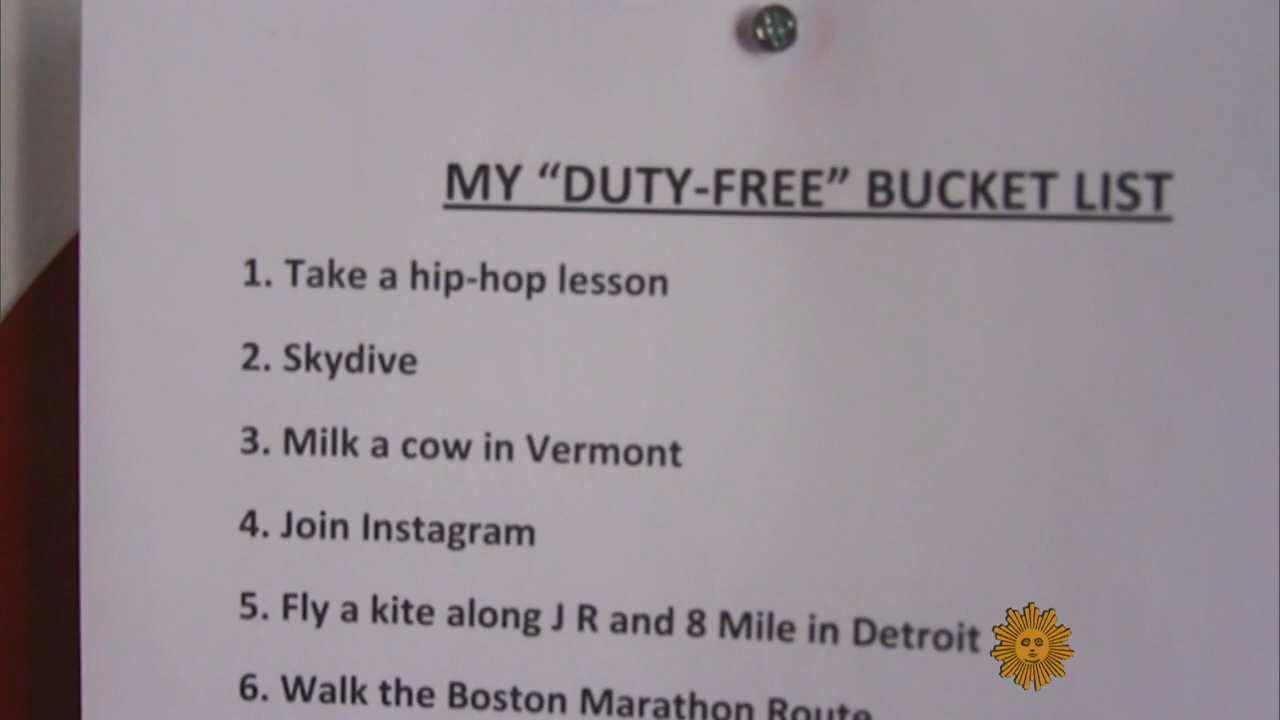 MY “DUTY-FREE” BUCKET LIST
1. Take a hip-hop lesson
2. Skydive
3. Milk a cow in Vermont
4. Join Instagram
5. Fly a kite along J R and 8 Mile in Detroit
6. Walk the Boston Marathon Route